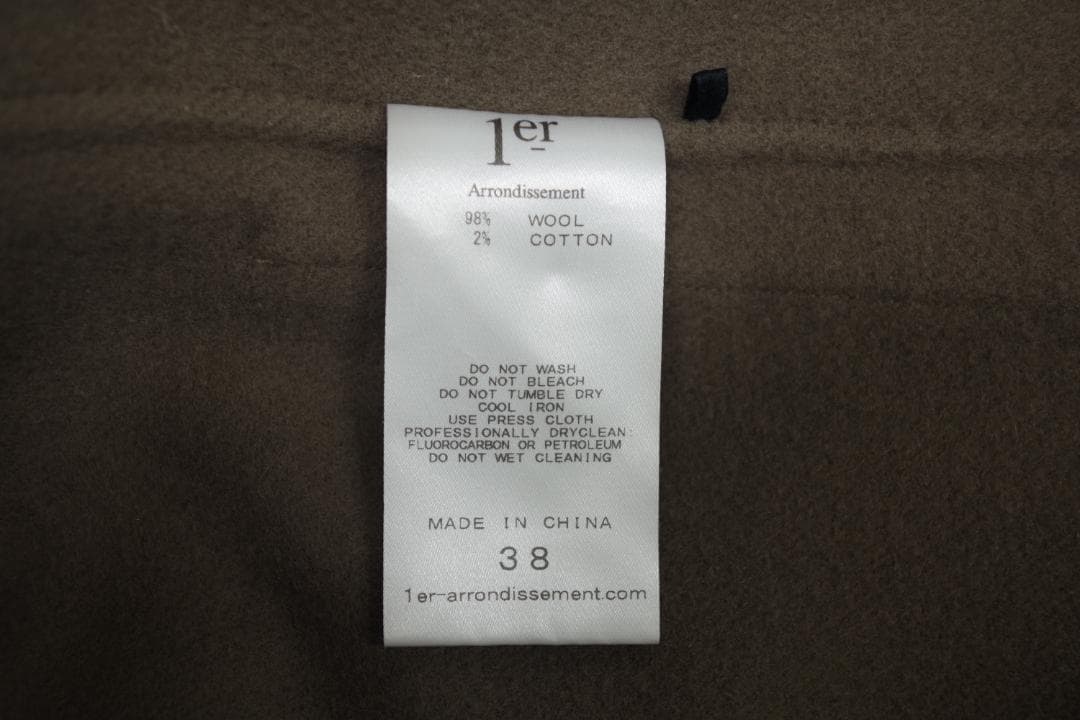 1er
Arrondissement
98% WOOL
2% COTTON
DO NOT WASH
DO NOT BLEACH
DO NOT TUMBLE DRY
COOL IRON
USE PRESS CLOTH
PROFESSIONALLY DRYCLEAN:
FLUOROCARBON OR PETROLEUM
DO NOT WET CLEANING
MADE IN CHINA
38
1er-arrondissement.com